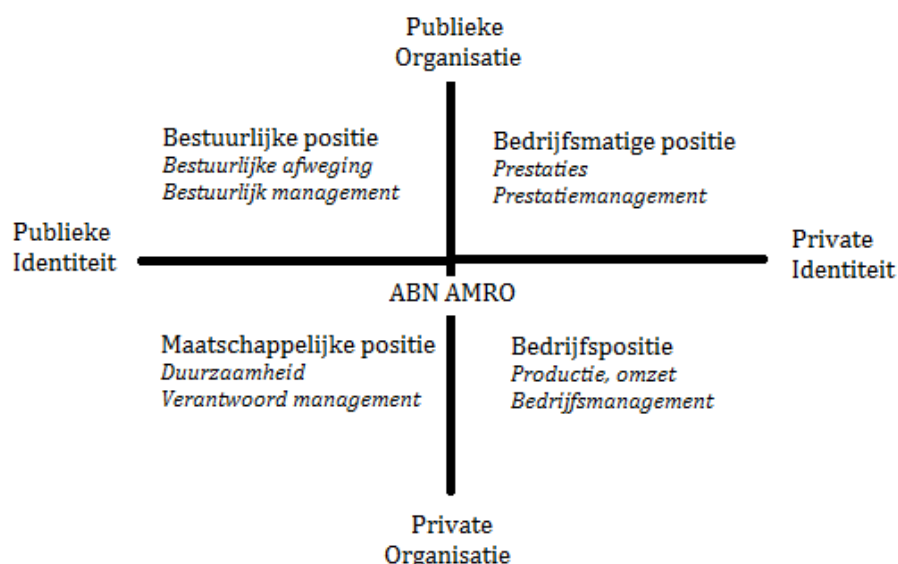 Publieke
Organisatie
Bestuurlijke positie
Bestuurlijke afweging
Bestuurlijk management
Bedrijfsmatige positie
Prestaties
Prestatiemanagement
Publieke
Identiteit
Private
Identiteit
ABN AMRO
Maatschappelijke positie
Duurzaamheid
Verantwoord management
Bedrijfspositie
Productie, omzet
Bedrijfsmanagement
Private
Organisatie